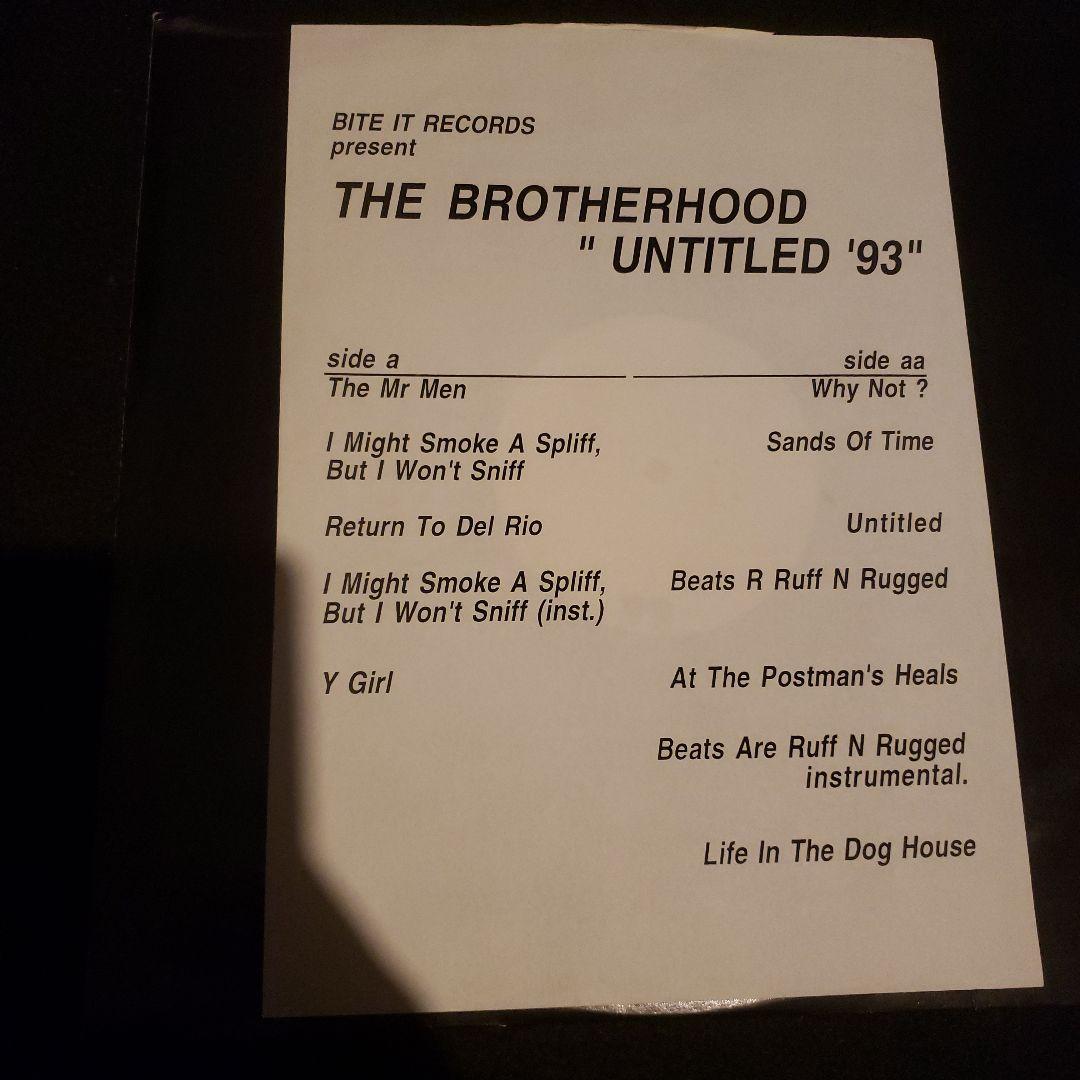 BITE IT RECORDS
present
THE BROTHERHOOD
" UNTITLED '93"
side a
The Mr Men
I Might Smoke A Spliff,
But I Won't Sniff
Return To Del Rio
I Might Smoke A Spliff,
But I Won't Sniff (inst.)
Y Girl
side aa
Why Not ?
Sands Of Time
Untitled
Beats R Ruff N Rugged
At The Postman's Heals
Beats Are Ruff N Rugged
instrumental.
Life In The Dog House